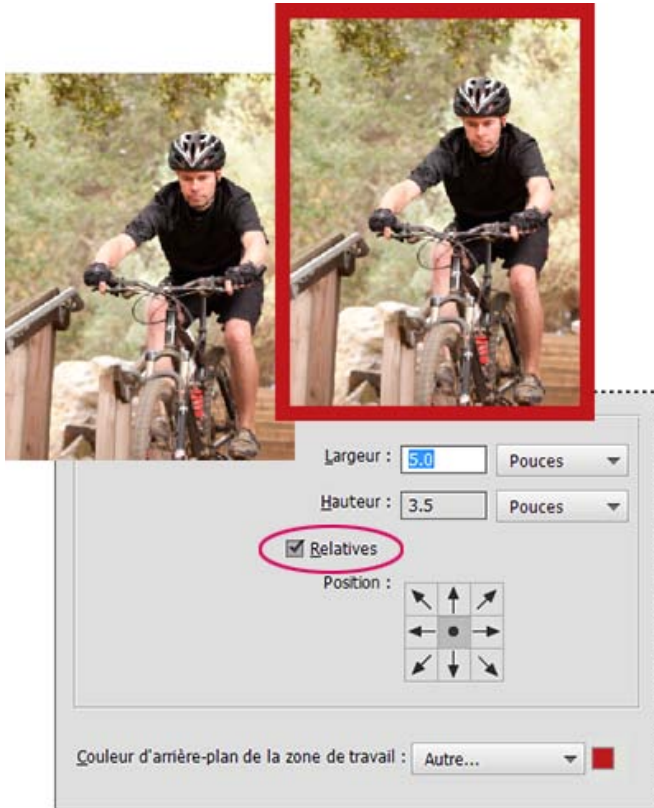 Largeur : 5.0 Pouces
Hauteur : 3.5 Pouces
Relatives
Position :
Couleur d'arrière-plan de la zone de travail : Autre...